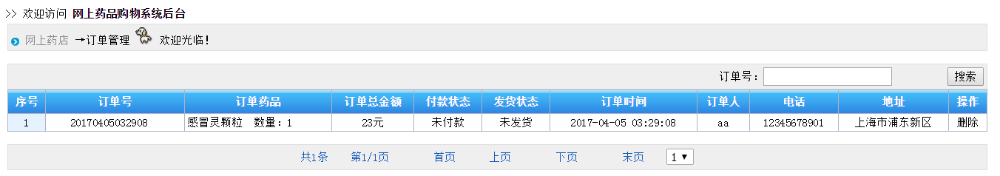 >> 欢迎访问 网上药品购物系统后台
网上药店 →订单管理 欢迎光临!
订单号： 搜索
序号 订单号 订单药品 订单总金额 付款状态 发货状态 订单时间 订单人 电话 地址 操作
1 20170405032908 感冒灵颗粒 数量：1 23元 未付款 未发货 2017-04-05 03:29:08 aa 12345678901 上海市浦东新区 删除
共1条 第1/1页 首页 上页 下页 末页 1